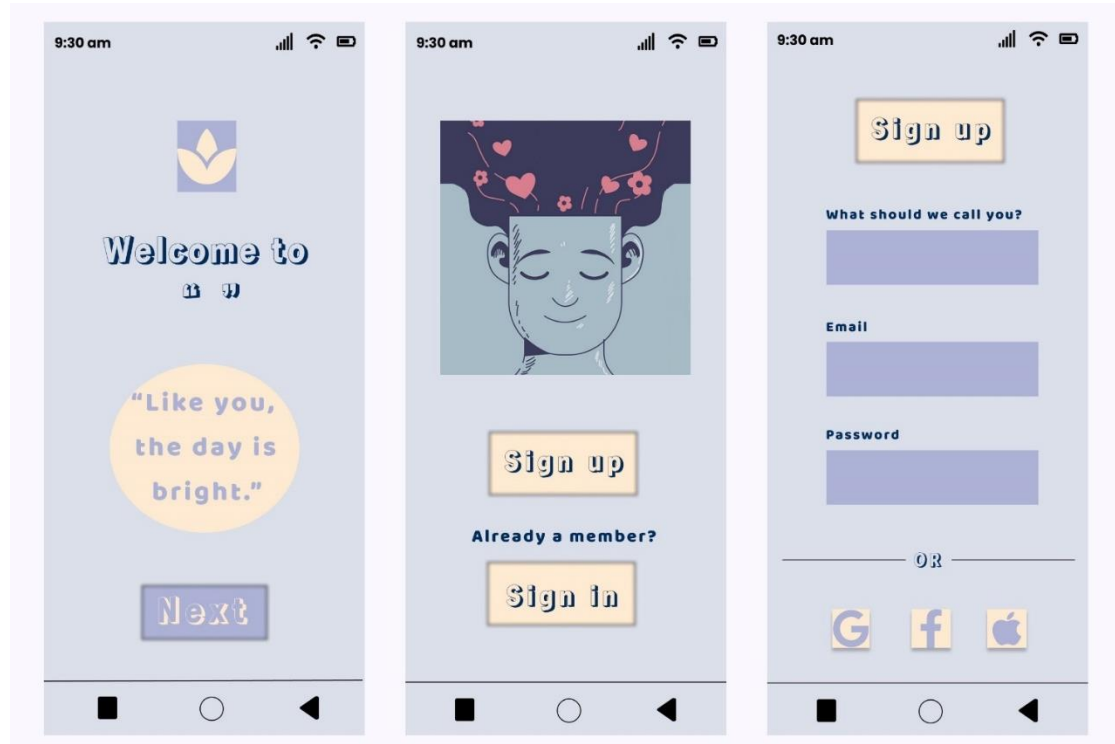 9:30 am
Welcome to
“ ”
“Like you,
the day is
bright.”
Next
9:30 am
Sign up
Already a member?
Sign in
9:30 am
Sign up
What should we call you?
Email
Password
OR
G f